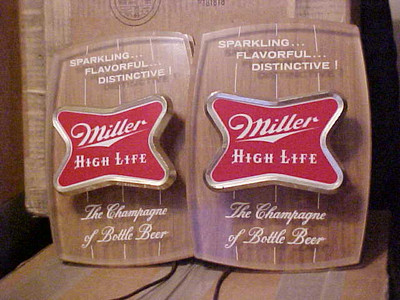 SPARKLING...
FLAVORFUL...
DISTINCTIVE!
Miller
HIGH LIFE
The Champagne
of Bottle Beer
SPARKLING...
FLAVORFUL...
DISTINCTIVE!
Miller
HIGH LIFE
The Champagne
of Bottle Beer